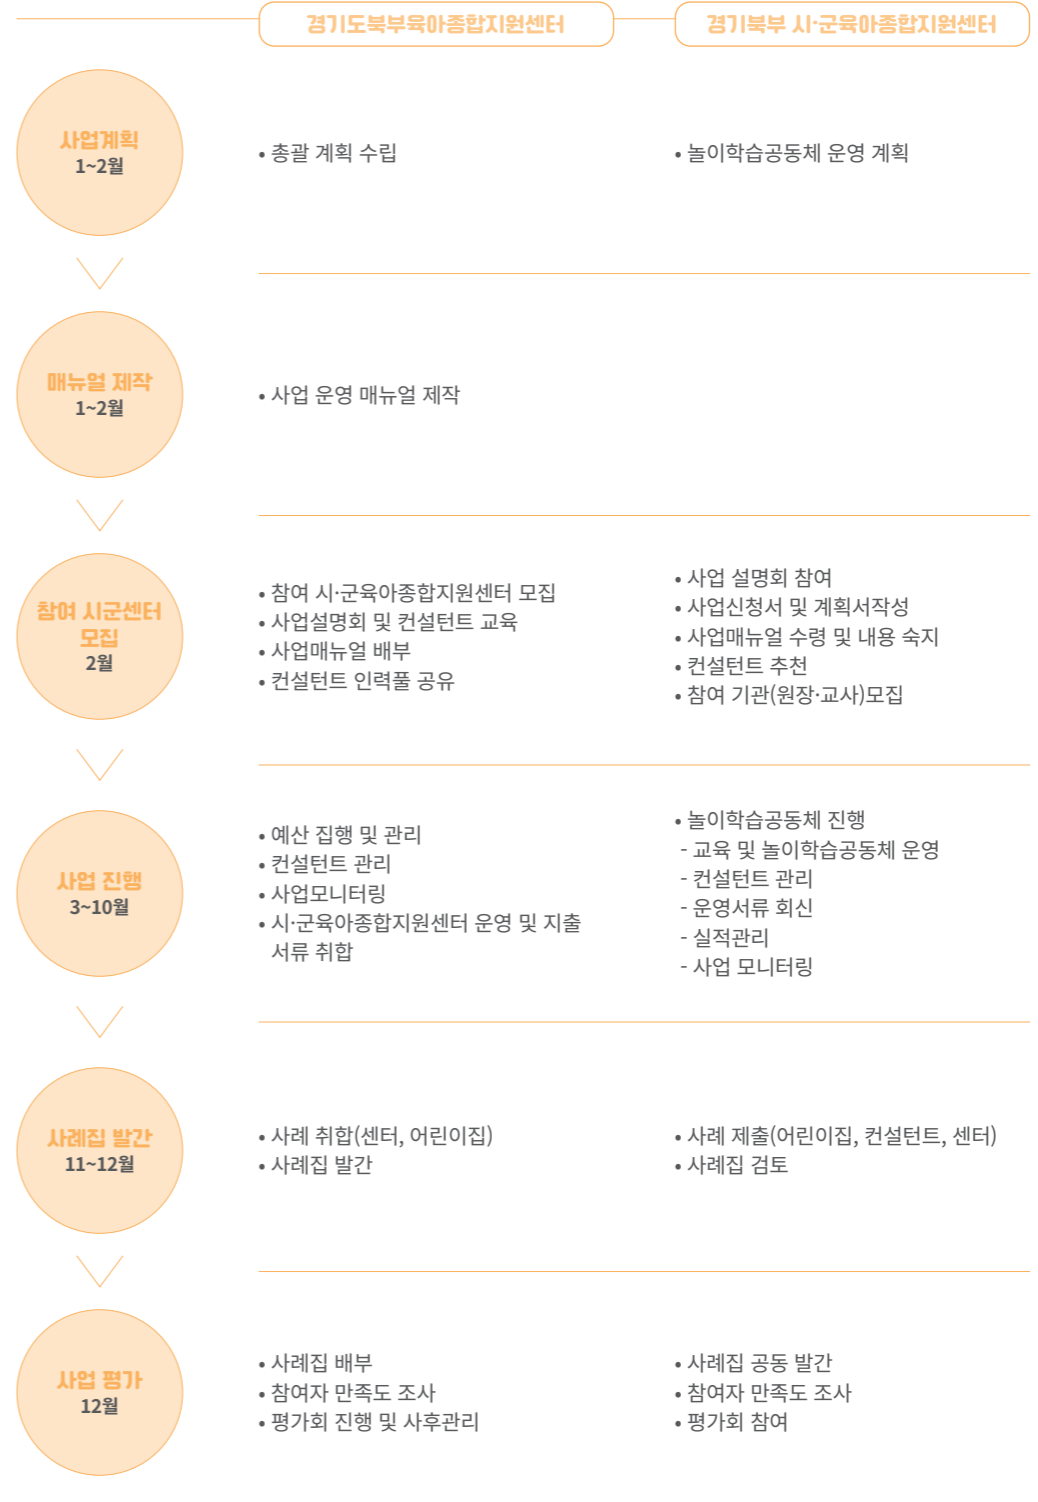 경기도북부육아종합지원센터
경기북부 시·군육아종합지원센터
사업계획
1~2월
• 총괄 계획 수립
• 놀이학습공동체 운영 계획
매뉴얼 제작
1~2월
• 사업 운영 매뉴얼 제작
참여 시군센터
모집
2월
• 참여 시·군육아종합지원센터 모집
• 사업설명회 및 컨설턴트 교육
• 사업매뉴얼 배부
• 컨설턴트 인력풀 공유
• 사업 설명회 참여
• 사업신청서 및 계획서작성
• 사업매뉴얼 수령 및 내용 숙지
• 컨설턴트 추천
• 참여 기관(원장·교사)모집
사업 진행
3~10월
• 예산 집행 및 관리
• 컨설턴트 관리
• 사업모니터링
• 시·군육아종합지원센터 운영 및 지출
서류 취합
• 놀이학습공동체 진행
- 교육 및 놀이학습공동체 운영
- 컨설턴트 관리
- 운영서류 회신
- 실적관리
- 사업 모니터링
사례집 발간
11~12월
• 사례 취합(센터, 어린이집)
• 사례집 발간
• 사례 제출(어린이집, 컨설턴트, 센터)
• 사례집 검토
사업 평가
12월
• 사례집 배부
• 참여자 만족도 조사
• 평가회 진행 및 사후관리
• 사례집 공동 발간
• 참여자 만족도 조사
• 평가회 참여